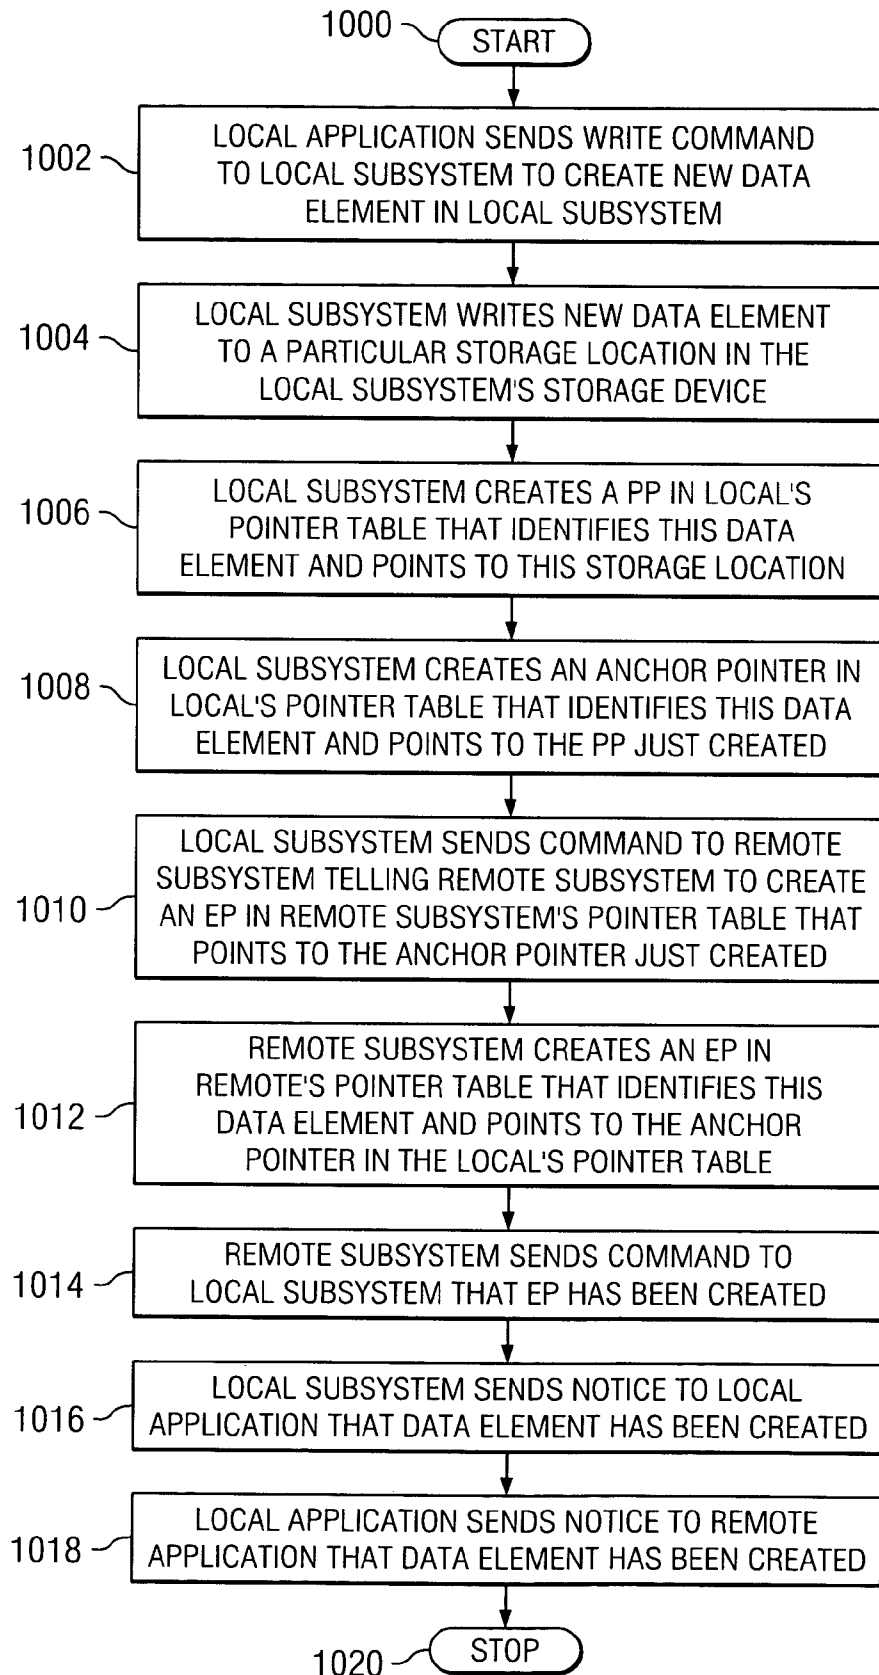 1000
START
1002
LOCAL APPLICATION SENDS WRITE COMMAND
TO LOCAL SUBSYSTEM TO CREATE NEW DATA
ELEMENT IN LOCAL SUBSYSTEM
1004
LOCAL SUBSYSTEM WRITES NEW DATA ELEMENT
TO A PARTICULAR STORAGE LOCATION IN THE
LOCAL SUBSYSTEM'S STORAGE DEVICE
1006
LOCAL SUBSYSTEM CREATES A PP IN LOCAL'S
POINTER TABLE THAT IDENTIFIES THIS DATA
ELEMENT AND POINTS TO THIS STORAGE LOCATION
1008
LOCAL SUBSYSTEM CREATES AN ANCHOR POINTER IN
LOCAL'S POINTER TABLE THAT IDENTIFIES THIS DATA
ELEMENT AND POINTS TO THE PP JUST CREATED
1010
LOCAL SUBSYSTEM SENDS COMMAND TO REMOTE
SUBSYSTEM TELLING REMOTE SUBSYSTEM TO CREATE
AN EP IN REMOTE SUBSYSTEM'S POINTER TABLE THAT
POINTS TO THE ANCHOR POINTER JUST CREATED
1012
REMOTE SUBSYSTEM CREATES AN EP IN
REMOTE'S POINTER TABLE THAT IDENTIFIES THIS
DATA ELEMENT AND POINTS TO THE ANCHOR
POINTER IN THE LOCAL'S POINTER TABLE
1014
REMOTE SUBSYSTEM SENDS COMMAND TO
LOCAL SUBSYSTEM THAT EP HAS BEEN CREATED
1016
LOCAL SUBSYSTEM SENDS NOTICE TO LOCAL
APPLICATION THAT DATA ELEMENT HAS BEEN CREATED
1018
LOCAL APPLICATION SENDS NOTICE TO REMOTE
APPLICATION THAT DATA ELEMENT HAS BEEN CREATED
1020
STOP